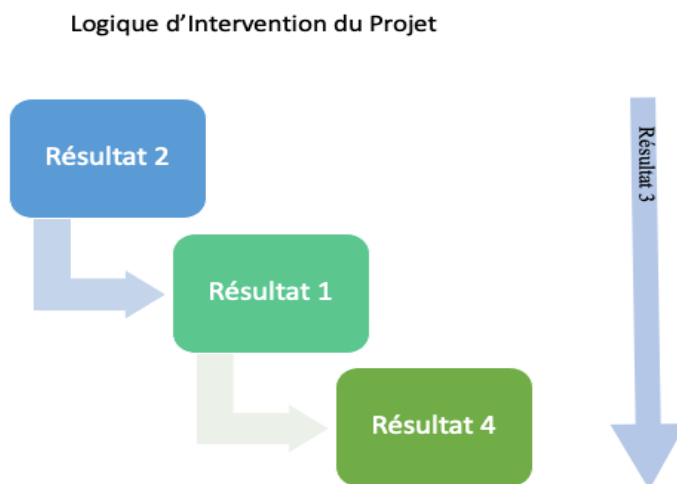 Logique d’Intervention du Projet
Résultat 2
Résultat 3
Résultat 1
Résultat 4